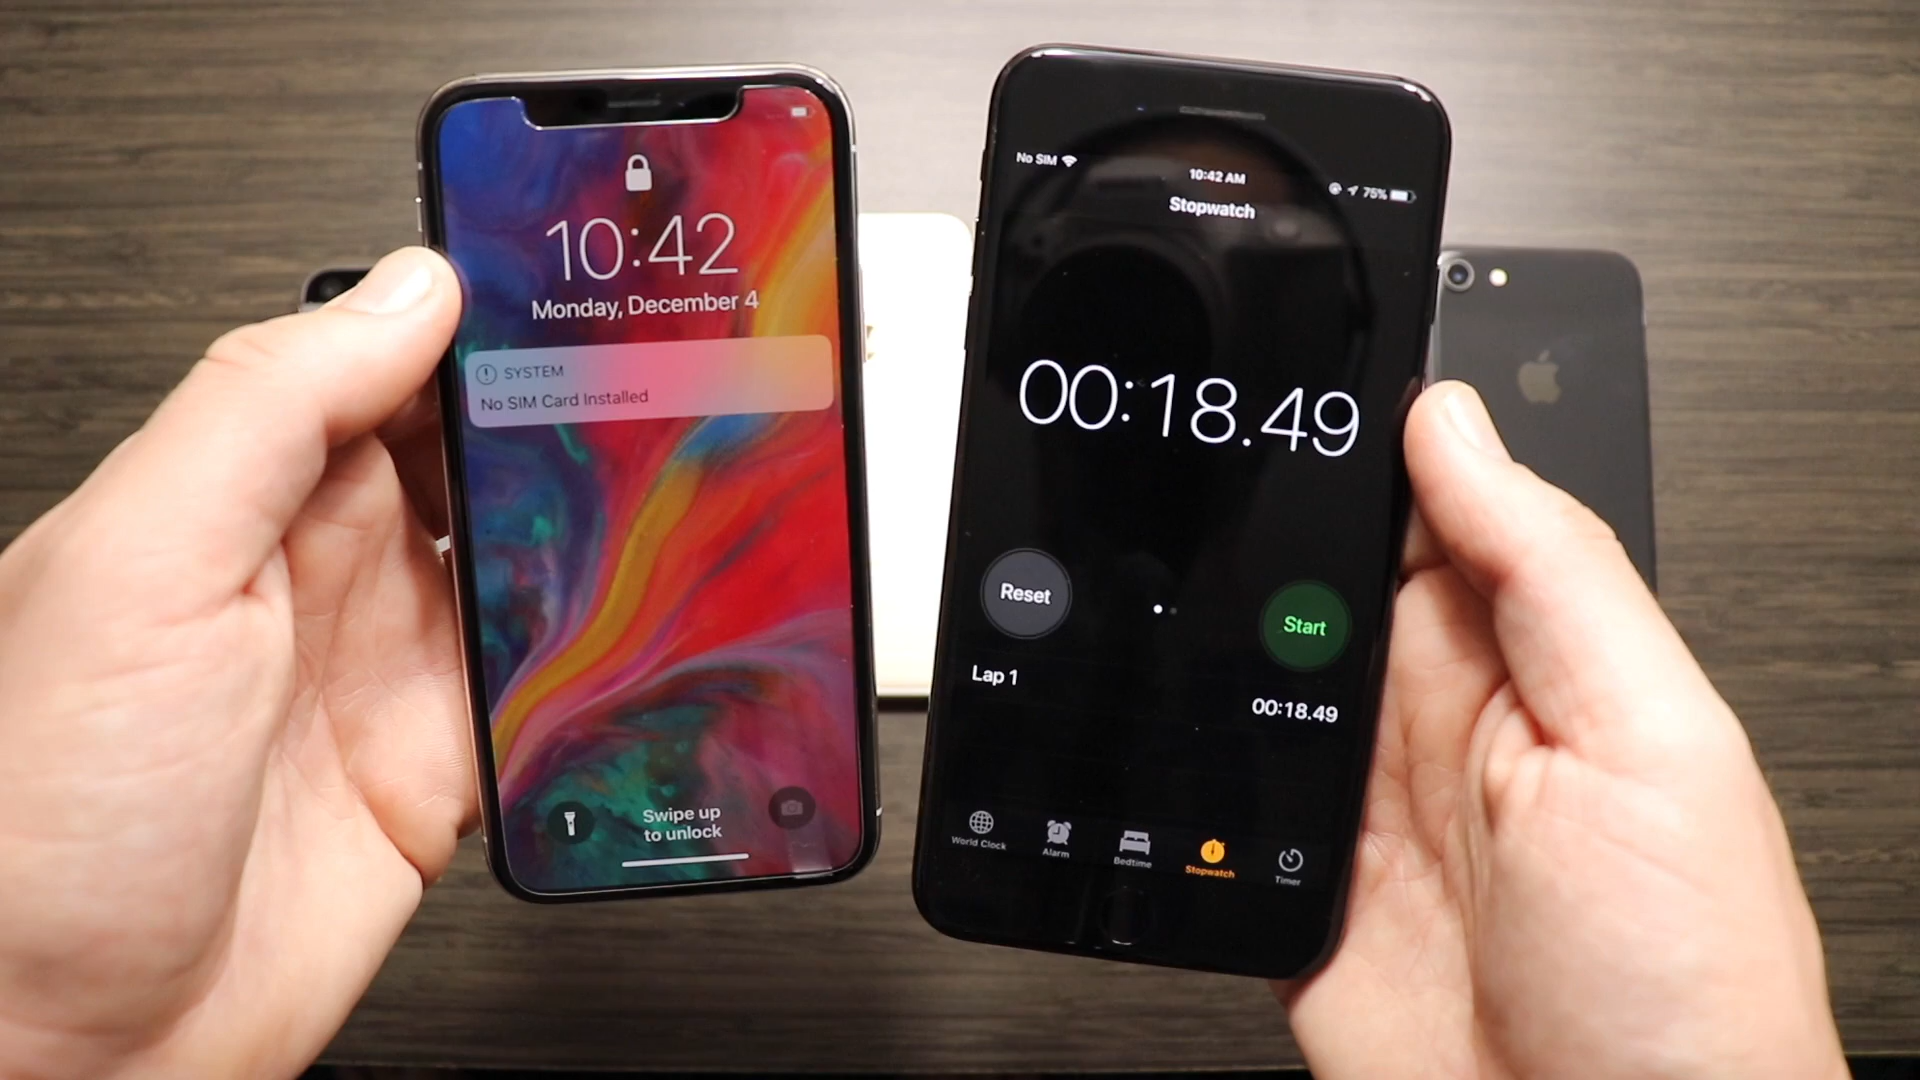 10:42
Monday, December 4
SYSTEM
No SIM Card Installed
Swipe up
to unlock
No SIM
10:42 AM
75%
Stopwatch
00:18.49
Reset
Start
Lap 1
00:18.49
World Clock
Alarm
Bedtime
Stopwatch
Timer